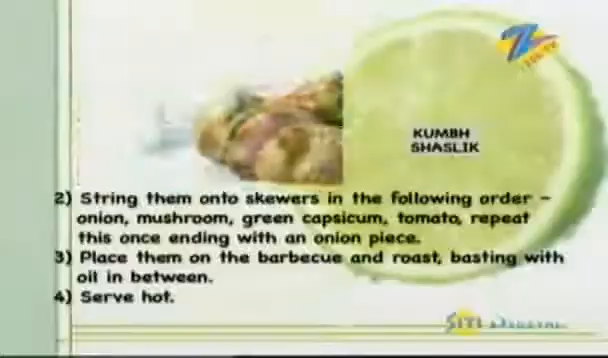 Z
KUMBH
SHASLIK
2) String them onto skewers in the following order -
onion, mushroom, green capsicum, tomato, repeat
this once ending with an onion piece.
3) Place them on the barbecue and roast, basting with
oil in between.
4) Serve hot.
SITI